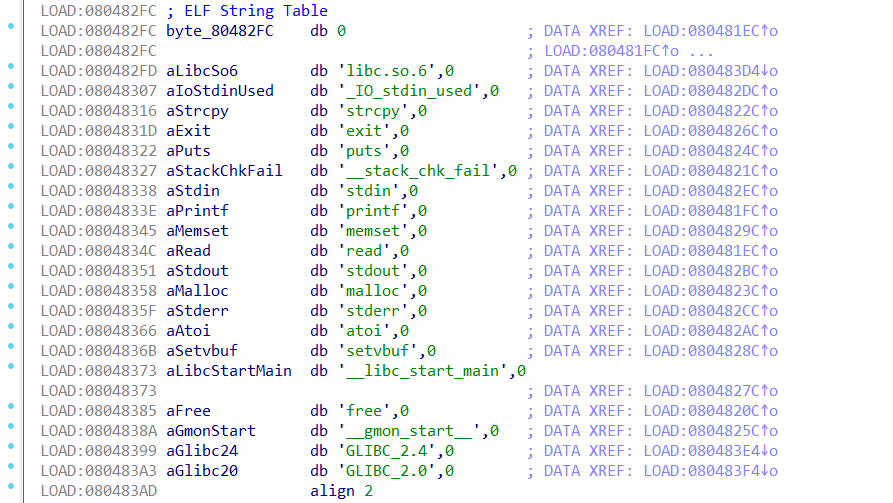 LOAD:080482FC ; ELF String Table
LOAD:080482FC byte_80482FC    db 0                    ; DATA XREF: LOAD:080481EC↑o
LOAD:080482FC                                         ; LOAD:080481FC↑o ...
LOAD:080482FD aLibcSo6        db 'libc.so.6',0        ; DATA XREF: LOAD:080483D4↓o
LOAD:08048307 aIoStdinUsed    db '_IO_stdin_used',0   ; DATA XREF: LOAD:080482DC↑o
LOAD:08048316 aStrcpy         db 'strcpy',0           ; DATA XREF: LOAD:0804822C↑o
LOAD:0804831D aExit           db 'exit',0             ; DATA XREF: LOAD:0804826C↑o
LOAD:08048322 aPuts           db 'puts',0             ; DATA XREF: LOAD:0804824C↑o
LOAD:08048327 aStackChkFail   db '__stack_chk_fail',0 ; DATA XREF: LOAD:0804821C↑o
LOAD:08048338 aStdin          db 'stdin',0            ; DATA XREF: LOAD:080482EC↑o
LOAD:0804833E aPrintf         db 'printf',0           ; DATA XREF: LOAD:080481FC↑o
LOAD:08048345 aMemset         db 'memset',0           ; DATA XREF: LOAD:0804829C↑o
LOAD:0804834C aRead           db 'read',0             ; DATA XREF: LOAD:080481EC↑o
LOAD:08048351 aStdout         db 'stdout',0           ; DATA XREF: LOAD:080482BC↑o
LOAD:08048358 aMalloc         db 'malloc',0           ; DATA XREF: LOAD:0804823C↑o
LOAD:0804835F aStderr         db 'stderr',0           ; DATA XREF: LOAD:080482CC↑o
LOAD:08048366 aAtoi           db 'atoi',0             ; DATA XREF: LOAD:080482AC↑o
LOAD:0804836B aSetvbuf        db 'setvbuf',0          ; DATA XREF: LOAD:0804828C↑o
LOAD:08048373 aLibcStartMain  db '__libc_start_main',0
LOAD:08048373                                         ; DATA XREF: LOAD:0804827C↑o
LOAD:08048385 aFree           db 'free',0             ; DATA XREF: LOAD:0804820C↑o
LOAD:0804838A aGmonStart      db '__gmon_start__',0   ; DATA XREF: LOAD:0804825C↑o
LOAD:08048399 aGlibc24        db 'GLIBC_2.4',0        ; DATA XREF: LOAD:080483E4↓o
LOAD:080483A3 aGlibc20        db 'GLIBC_2.0',0        ; DATA XREF: LOAD:080483F4↓o
LOAD:080483AD                 align 2